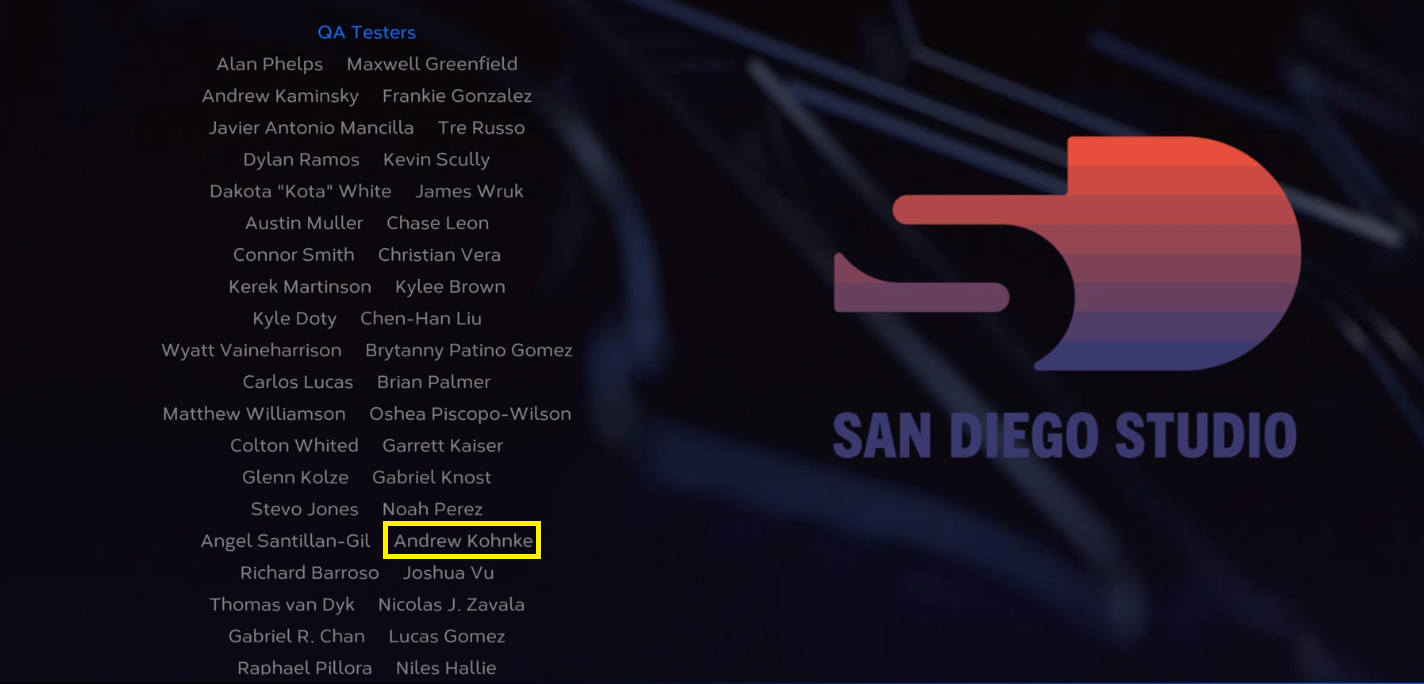 QA Testers
Alan Phelps Maxwell Greenfield
Andrew Kaminsky Frankie Gonzalez
Javier Antonio Mancilla Tre Russo
Dylan Ramos Kevin Scully
Dakota "Kota" White James Wruk
Austin Muller Chase Leon
Connor Smith Christian Vera
Kerek Martinson Kylee Brown
Kyle Doty Chen-Han Liu
Wyatt Vaineharrison Brytanny Patino Gomez
Carlos Lucas Brian Palmer
Matthew Williamson Oshea Piscopo-Wilson
Colton Whited Garrett Kaiser
Glenn Kolze Gabriel Knost
Stevo Jones Noah Perez
Angel Santillan-Gil Andrew Kohnke
Richard Barroso Joshua Vu
Thomas van Dyk Nicolas J. Zavala
Gabriel R. Chan Lucas Gomez
Raphael Pillora Niles Hallie
SAN DIEGO STUDIO